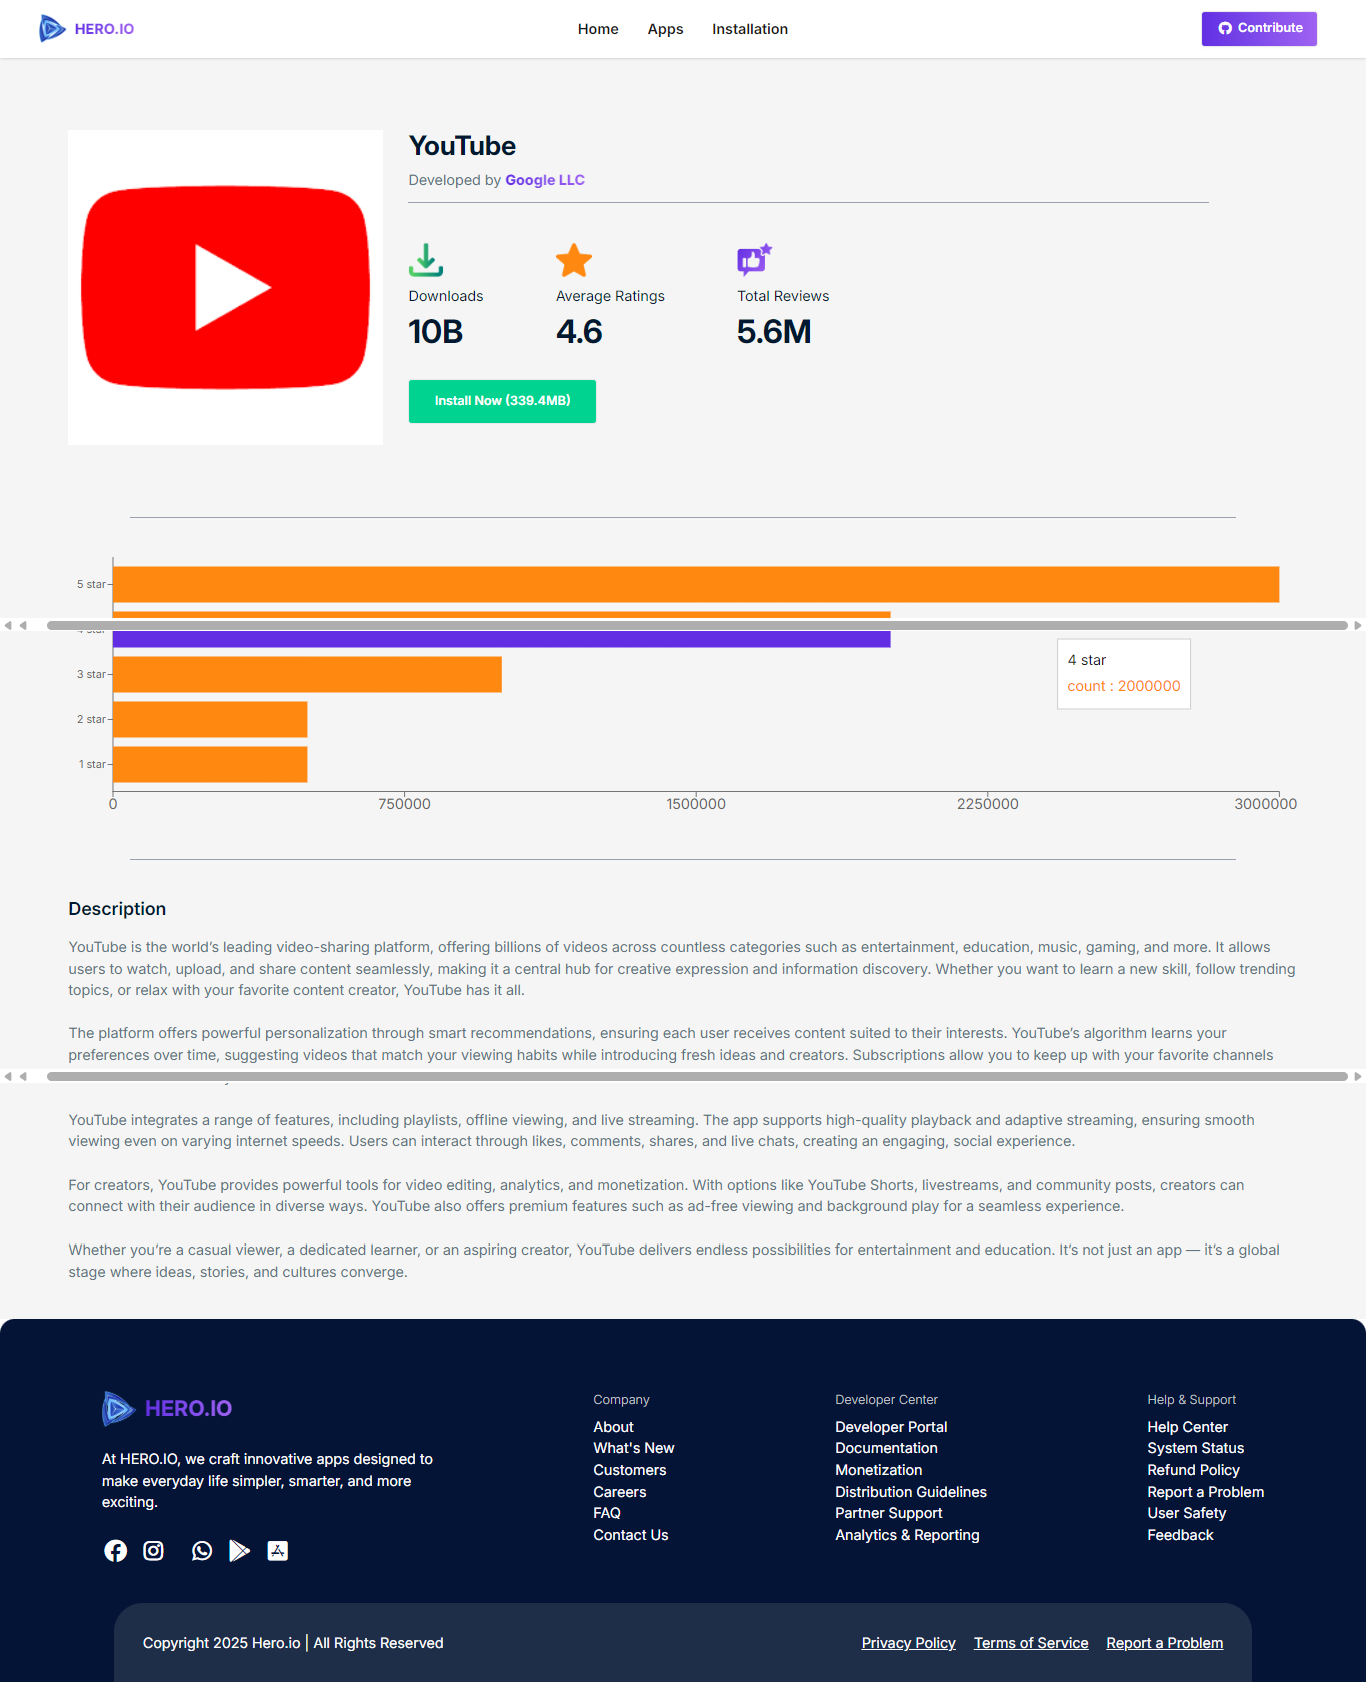 HERO.IO
Home Apps Installation
Contribute
YouTube
Developed by Google LLC
Downloads Average Ratings Total Reviews
10B 4.6 5.6M
Install Now (339.4MB)
5 star
4 star
count : 2000000
3 star
2 star
1 star
0 750000 1500000 2250000 3000000
Description
YouTube is the world’s leading video-sharing platform, offering billions of videos across countless categories such as entertainment, education, music, gaming, and more. It allows
users to watch, upload, and share content seamlessly, making it a central hub for creative expression and information discovery. Whether you want to learn a new skill, follow trending
topics, or relax with your favorite content creator, YouTube has it all.
The platform offers powerful personalization through smart recommendations, ensuring each user receives content suited to their interests. YouTube’s algorithm learns your
preferences over time, suggesting videos that match your viewing habits while introducing fresh ideas and creators. Subscriptions allow you to keep up with your favorite channels
YouTube integrates a range of features, including playlists, offline viewing, and live streaming. The app supports high-quality playback and adaptive streaming, ensuring smooth
viewing even on varying internet speeds. Users can interact through likes, comments, shares, and live chats, creating an engaging, social experience.
For creators, YouTube provides powerful tools for video editing, analytics, and monetization. With options like YouTube Shorts, livestreams, and community posts, creators can
connect with their audience in diverse ways. YouTube also offers premium features such as ad-free viewing and background play for a seamless experience.
Whether you’re a casual viewer, a dedicated learner, or an aspiring creator, YouTube delivers endless possibilities for entertainment and education. It’s not just an app — it’s a global
stage where ideas, stories, and cultures converge.
HERO.IO
At HERO.IO, we craft innovative apps designed to
make everyday life simpler, smarter, and more
exciting.
Company
About
What's New
Customers
Careers
FAQ
Contact Us
Developer Center
Developer Portal
Documentation
Monetization
Distribution Guidelines
Partner Support
Analytics & Reporting
Help & Support
Help Center
System Status
Refund Policy
Report a Problem
User Safety
Feedback
Copyright 2025 Hero.io | All Rights Reserved
Privacy Policy Terms of Service Report a Problem